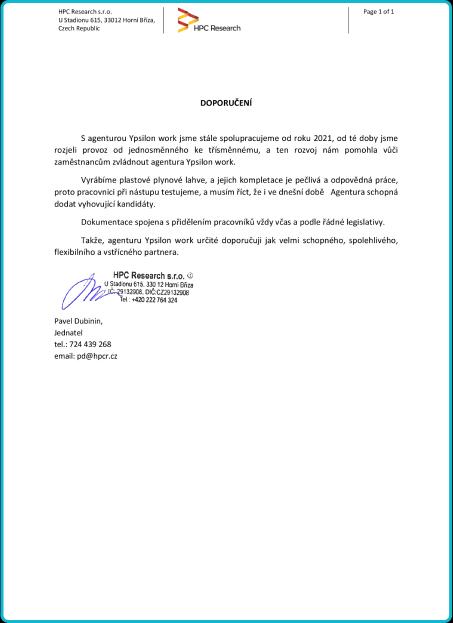 HPC Research s.r.o.
U Stadionu 615, 33012 Horní Bříza,
Czech Republic
HPC Research
Page 1 of 1
DOPORUČENÍ
S agenturou Ypsilon work jsme stále spolupracujeme od roku 2021, od té doby jsme
rozjeli provoz od jednosměnného ke třísměnnému, a ten rozvoj nám pomohla vůči
zaměstnancům zvládnout agentura Ypsilon work.
Vyrábíme plastové plynové lahve, a jejich kompletace je pečlivá a odpovědná práce,
proto pracovnici při nástupu testujeme, a musím říct, že i ve dnešní době Agentura schopná
dodat vyhovující kandidáty.
Dokumentace spojena s přidělením pracovníků vždy včas a podle řádné legislativy.
Takže, agenturu Ypsilon work určité doporučuji jak velmi schopného, spolehlivého,
flexibilního a vstřícného partnera.
HPC Research s.r.o. ①
U Stadionu 615, 330 12 Horní Bříza
IČ: 29132908, DIČ:CZ29132908
Tel.: +420 222 764 324
Pavel Dubinin,
Jednatel
tel.: 724 439 268
email: pd@hpcr.cz